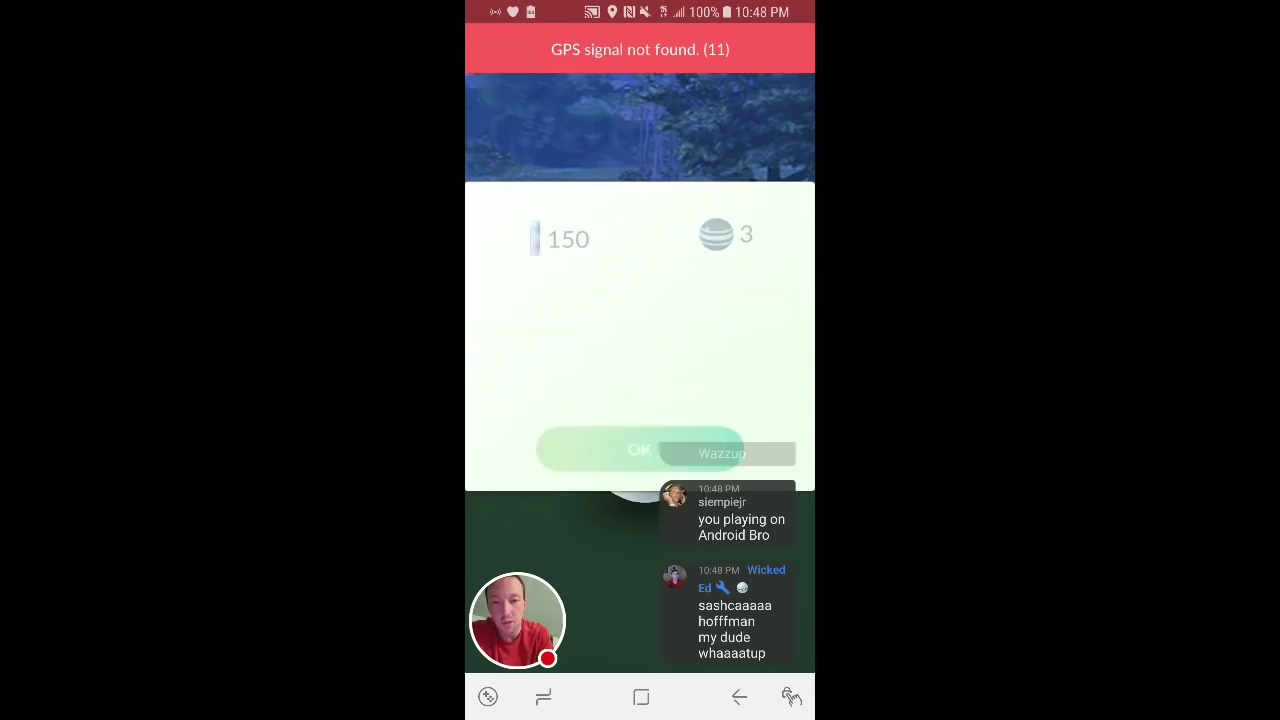 100% 10:48 PM
GPS signal not found. (11)
150
3
OK
Wazzup
10:48 PM
siempiejr
you playing on
Android Bro
10:48 PM Wicked
Ed
sashcaaaaa
hofffman
my dude
whaaaatup